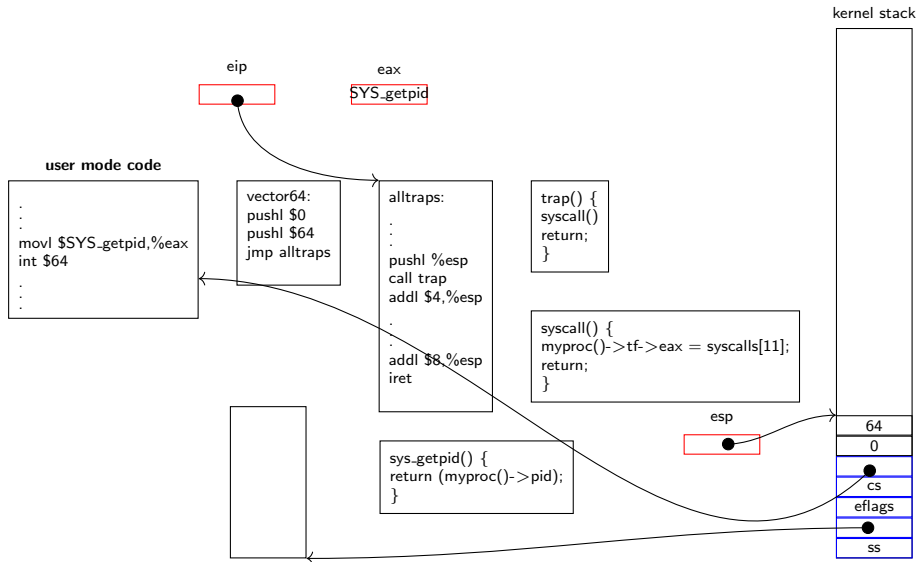 kernel stack
eip
eax
SYS_getpid
user mode code
.
.
.
movl $SYS_getpid,%eax
int $64
.
.
.
vector64:
pushl $0
pushl $64
jmp alltraps
alltraps:
.
.
.
pushl %esp
call trap
addl $4,%esp
.
.
.
addl $8,%esp
iret
trap() {
syscall()
return;
}
syscall() {
myproc()->tf->eax = syscalls[11];
return;
}
sys_getpid() {
return (myproc()->pid);
}
esp
64
0
cs
eflags
ss